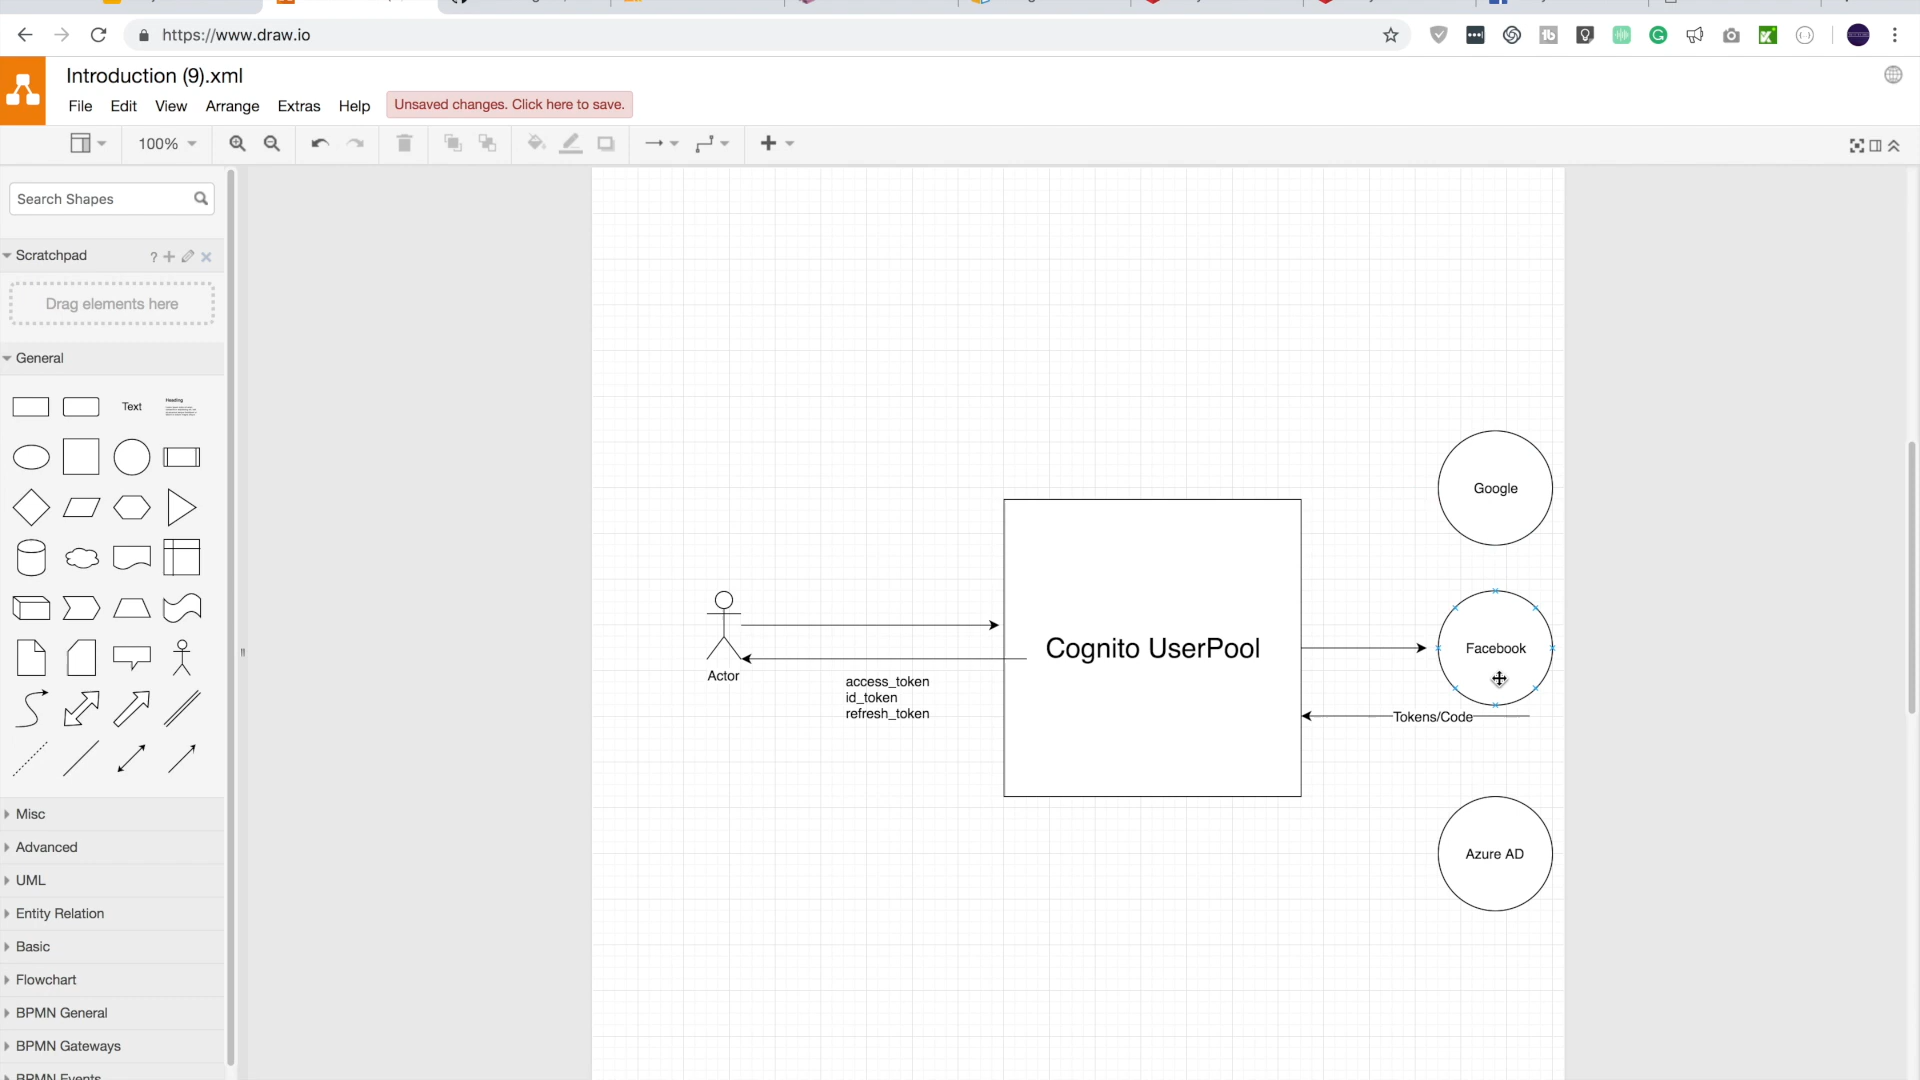 https://www.draw.io
Introduction (9).xml
File Edit View Arrange Extras Help Unsaved changes. Click here to save.
100%
Search Shapes
Scratchpad
?
Drag elements here
General
Text
Heading
Misc
Advanced
UML
Entity Relation
Basic
Flowchart
BPMN General
BPMN Gateways
BPMN Events
Google
Cognito UserPool
Facebook
Actor
access_token
id_token
refresh_token
Tokens/Code
Azure AD